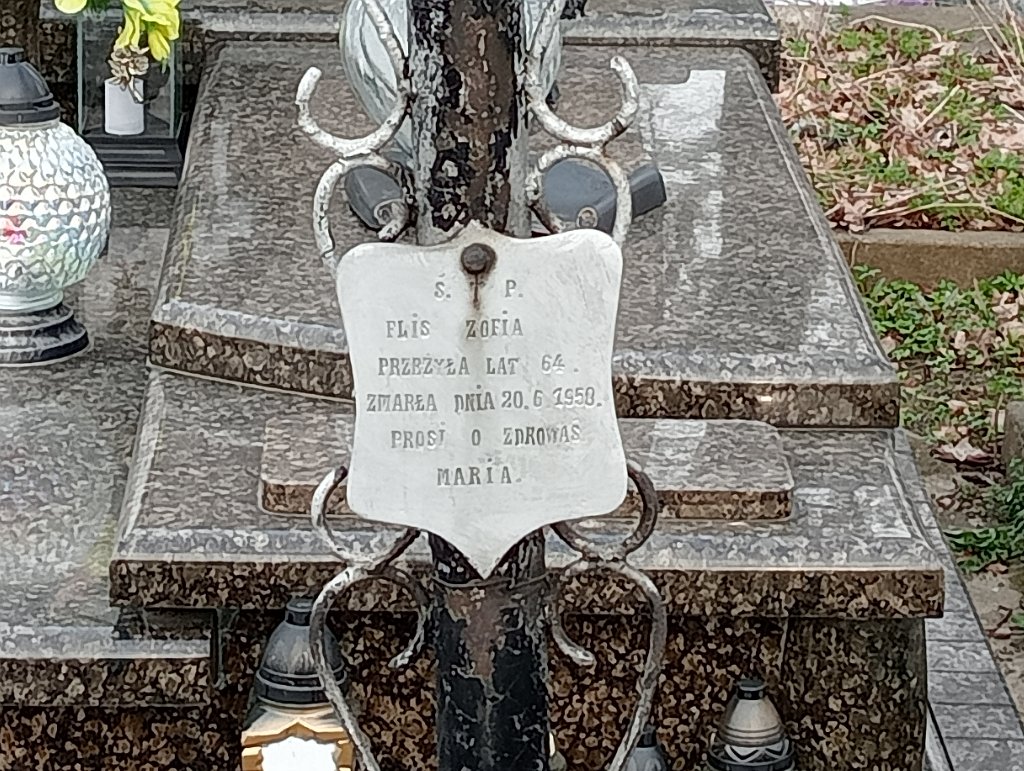 Ś. P.
FLIS ZOFIA
PRZEŻYŁA LAT 64.
ZMARŁA DNIA 20.6 1958.
PROSI O ZDROWAŚ
MARIA.